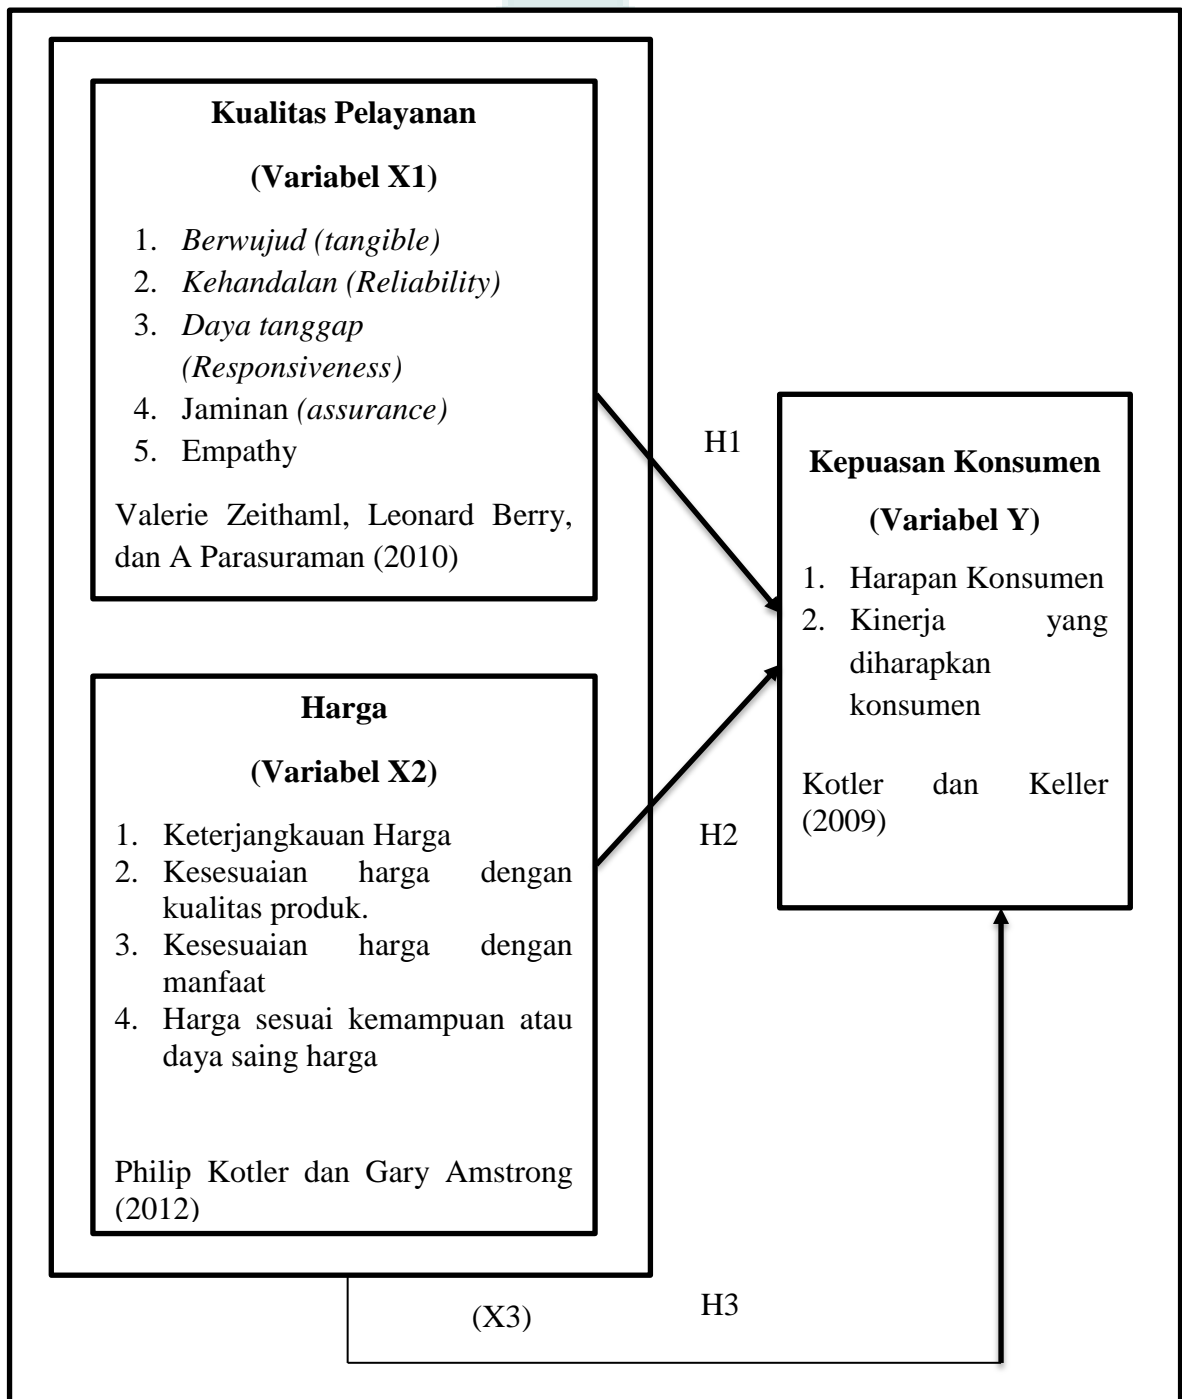 Kualitas Pelayanan
(Variabel X1)
1. Berwujud (tangible)
2. Kehandalan (Reliability)
3. Daya tanggap
(Responsiveness)
4. Jaminan (assurance)
5. Empathy
Valerie Zeithaml, Leonard Berry,
dan A Parasuraman (2010)
H1
Kepuasan Konsumen
(Variabel Y)
1. Harapan Konsumen
2. Kinerja yang
diharapkan
konsumen
Kotler dan Keller
(2009)
Harga
(Variabel X2)
1. Keterjangkauan Harga
2. Kesesuaian harga dengan
kualitas produk.
3. Kesesuaian harga dengan
manfaat
4. Harga sesuai kemampuan atau
daya saing harga
Philip Kotler dan Gary Amstrong
(2012)
H2
(X3)
H3